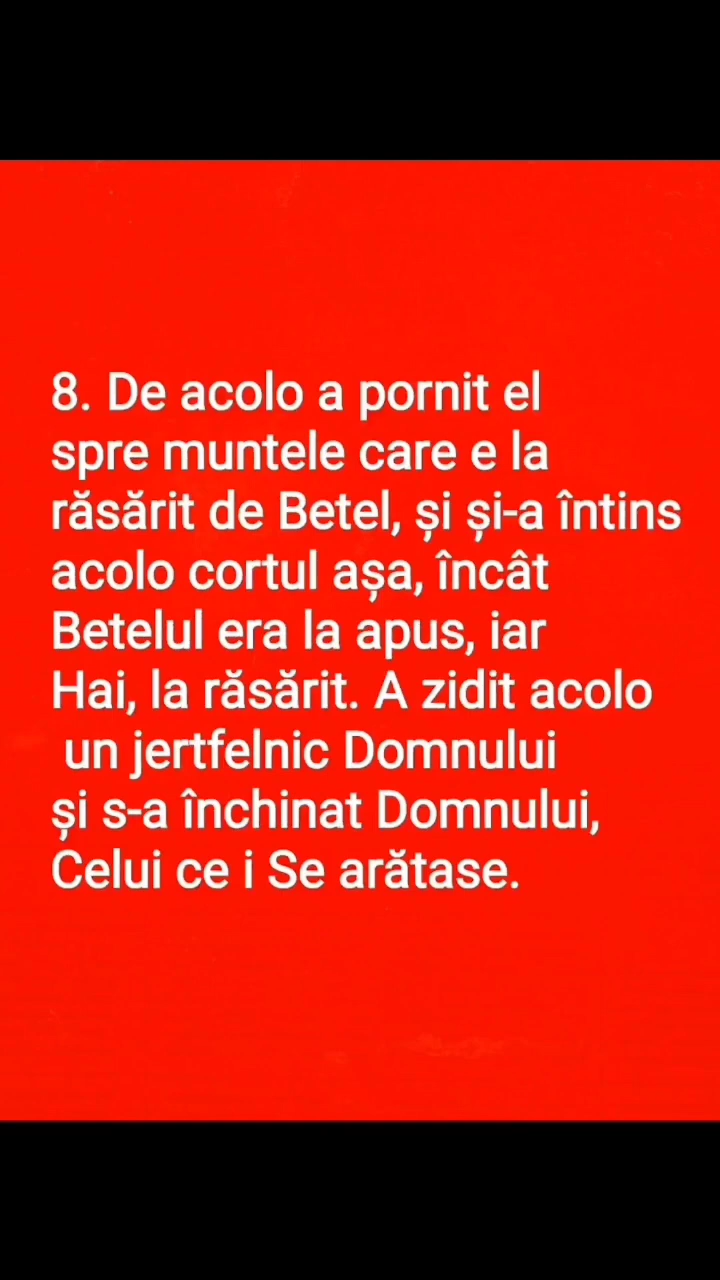 8. De acolo a pornit el
spre muntele care e la
răsărit de Betel, și și-a întins
acolo cortul așa, încât
Betelul era la apus, iar
Hai, la răsărit. A zidit acolo
un jertfelnic Domnului
și s-a închinat Domnului,
Celui ce i Se arătase.